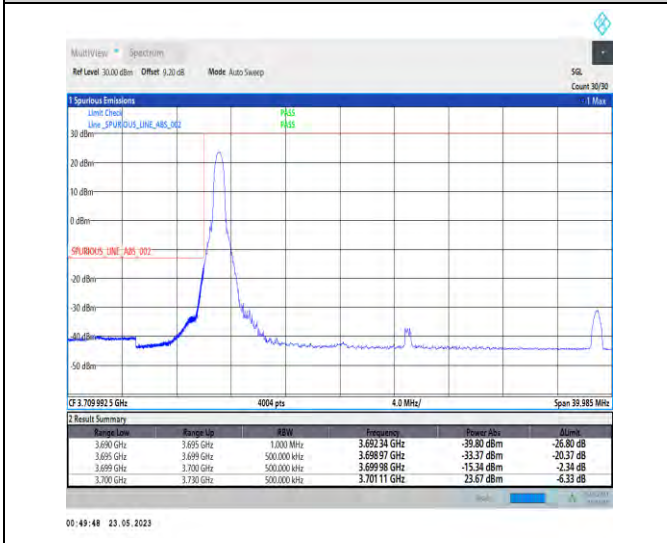 MultiView Spectrum
Ref Level 30.00 dBm Offset 9.20 dB Mode Auto Sweep SGL
Count 30/30
1 Spurious Emissions 1 Max
Limit Check PASS
Line _SPURIOUS_LINE_ABS_002 PASS
30 dBm
20 dBm
10 dBm
0 dBm
_SPURIOUS_LINE_ABS_002
-20 dBm
-30 dBm
-40 dBm
-50 dBm
CF 3.709 992 5 GHz 4004 pts 4.0 MHz/ Span 39.985 MHz
2 Result Summary
Range Low Range Up RBW Frequency Power Abs ΔLimit
3.690 GHz 3.695 GHz 1.000 MHz 3.692 34 GHz -39.80 dBm -26.80 dB
3.695 GHz 3.699 GHz 500.000 kHz 3.698 97 GHz -33.37 dBm -20.37 dB
3.699 GHz 3.700 GHz 500.000 kHz 3.699 98 GHz -15.34 dBm -2.34 dB
3.700 GHz 3.730 GHz 500.000 kHz 3.701 11 GHz 23.67 dBm -6.33 dB
00:49:48 23.05.2023